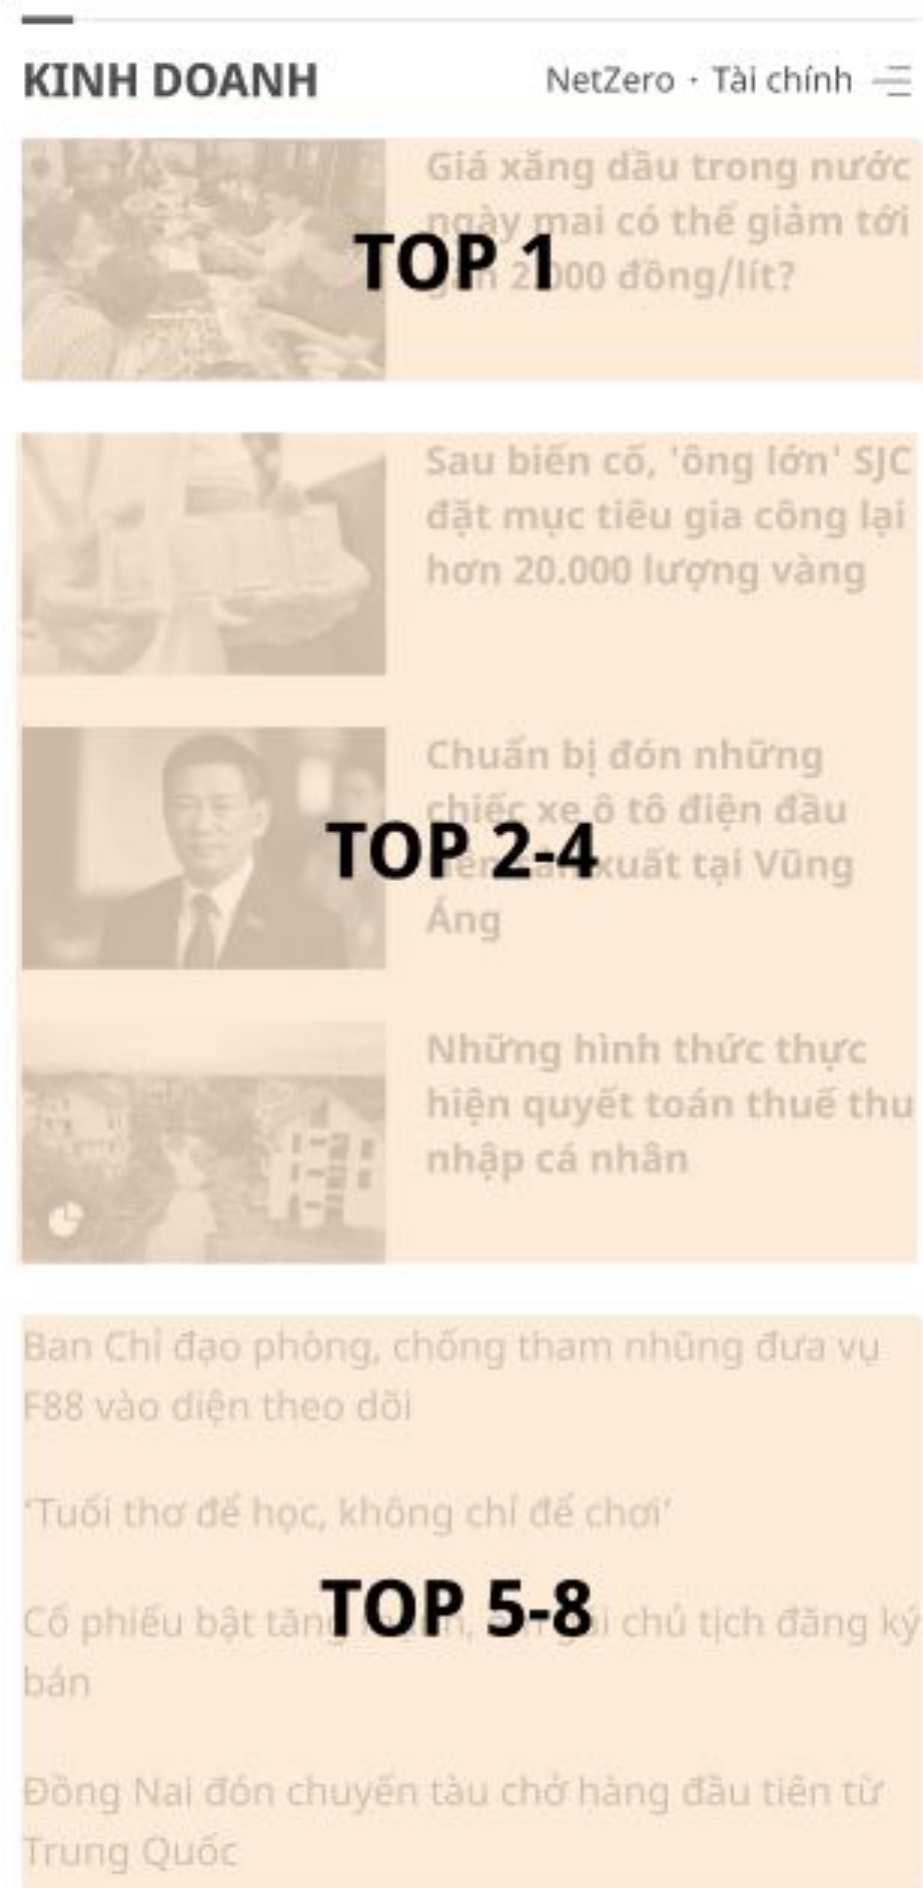 KINH DOANH
NetZero · Tài chính
Giá xăng dầu trong nước
ngày mai có thể giảm tới
TOP 1
gần 2.000 đồng/lít?
Sau biến cố, 'ông lớn' SJC
đặt mục tiêu gia công lại
hơn 20.000 lượng vàng
Chuẩn bị đón những
chiếc xe ô tô điện đầu
TOP 2-4
xuất tại Vũng
Áng
Những hình thức thực
hiện quyết toán thuế thu
nhập cá nhân
Ban Chỉ đạo phòng, chống tham nhũng đưa vụ
F88 vào diện theo dõi
‘Tuổi thơ để học, không chỉ để chơi’
TOP 5-8
Cổ phiếu bật tăng chủ tịch đăng ký
bán
Đồng Nai đón chuyến tàu chở hàng đầu tiên từ
Trung Quốc